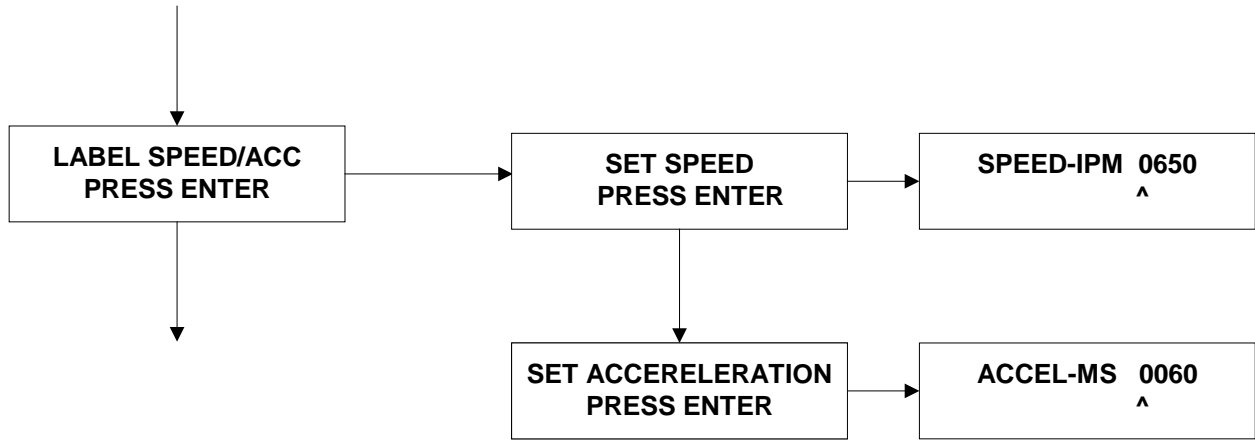 LABEL SPEED/ACC
PRESS ENTER
SET SPEED
PRESS ENTER
SPEED-IPM 0650
^
SET ACCERELERATION
PRESS ENTER
ACCEL-MS 0060
^